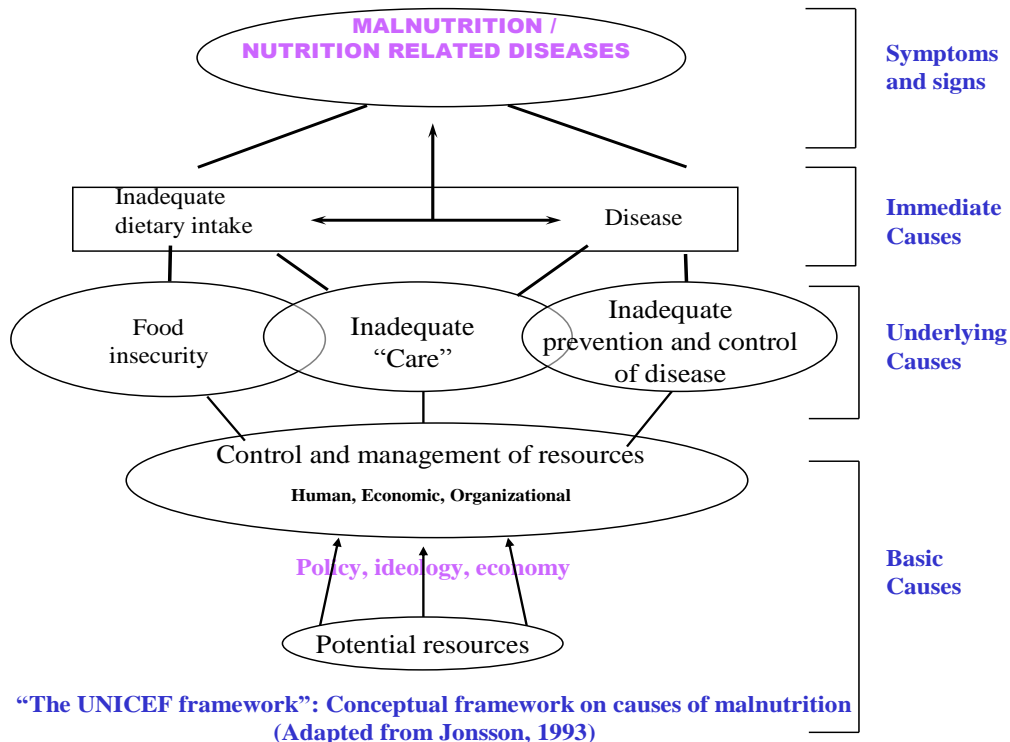 MALNUTRITION /
NUTRITION RELATED DISEASES
Symptoms
and signs
Inadequate
dietary intake
Disease
Immediate
Causes
Food
insecurity
Inadequate
“Care”
Inadequate
prevention and control
of disease
Underlying
Causes
Control and management of resources
Human, Economic, Organizational
Policy, ideology, economy
Basic
Causes
Potential resources
“The UNICEF framework”: Conceptual framework on causes of malnutrition
(Adapted from Jonsson, 1993)